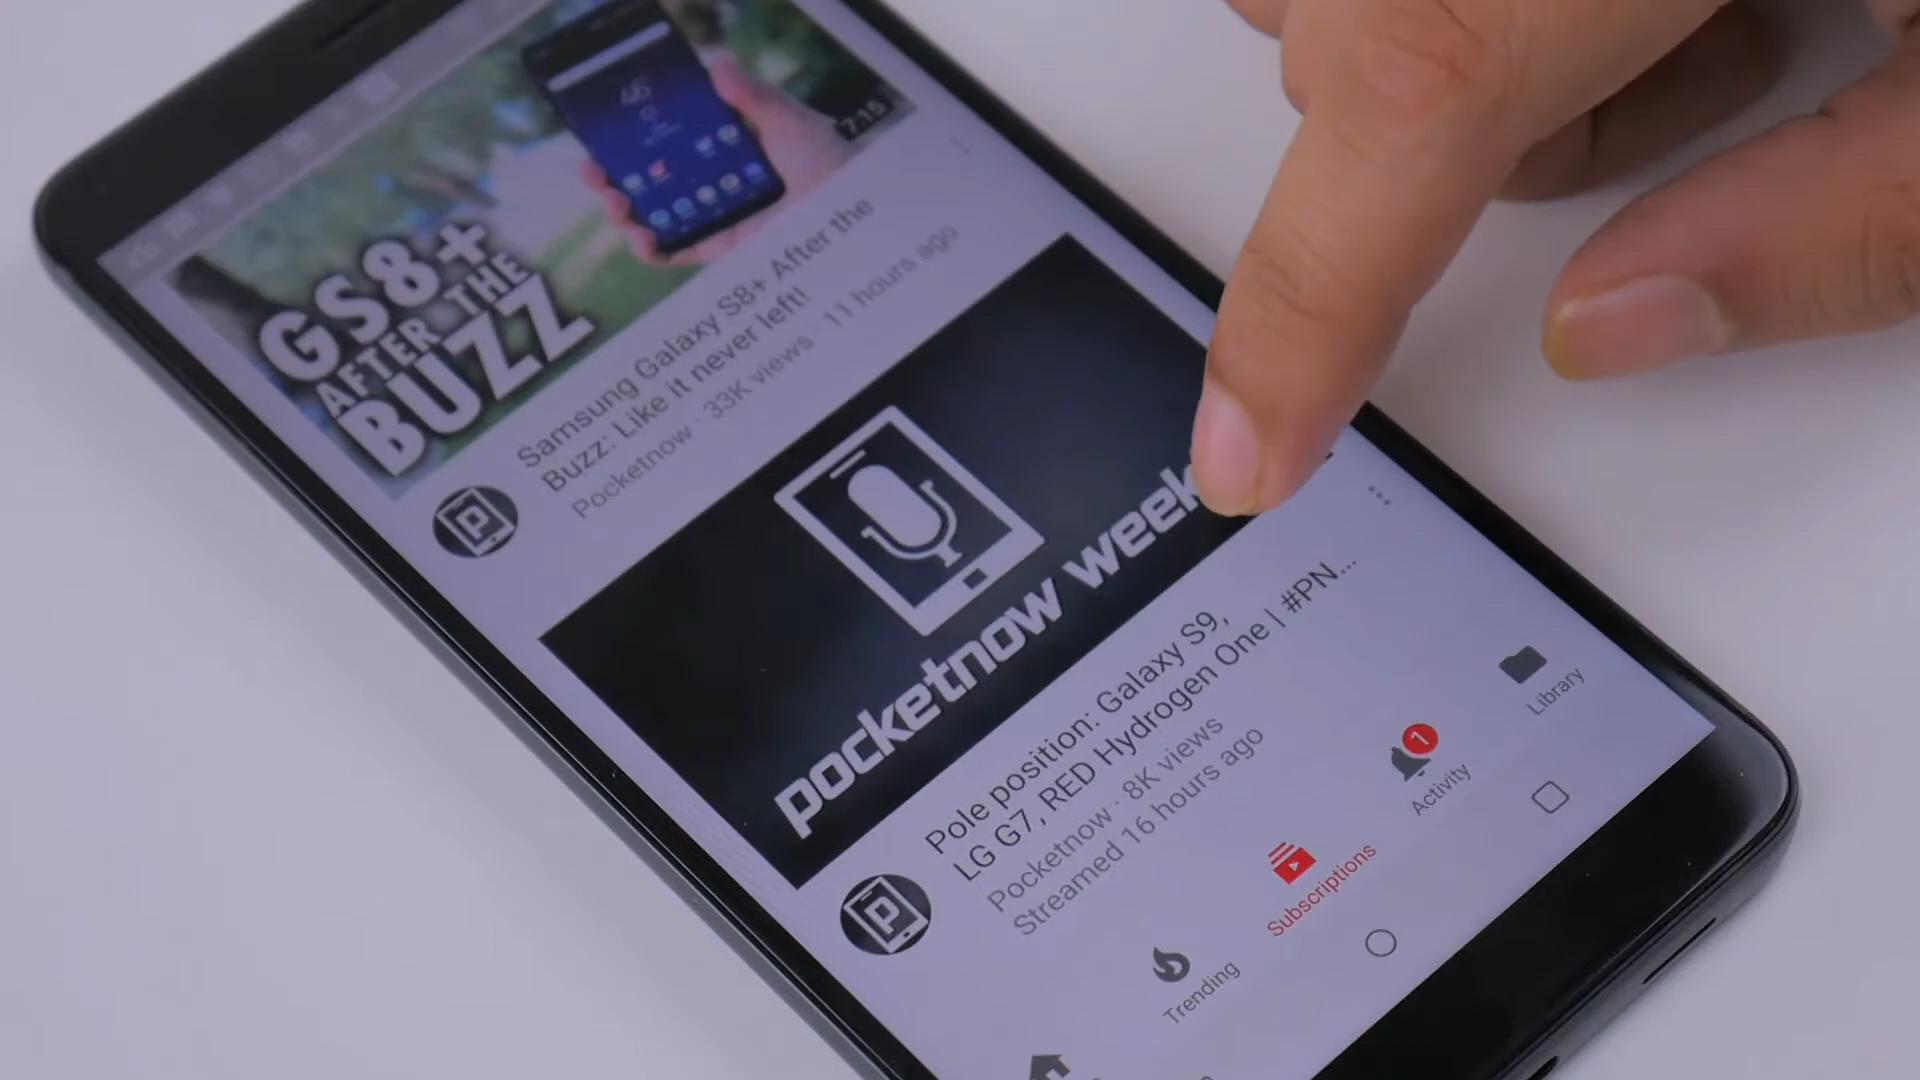 7:15
GS8+
AFTER THE
BUZZ
Samsung Galaxy S8+ After the
Buzz: Like it never left!
Pocketnow · 33K views · 11 hours ago
pocketnow week
Pole position: Galaxy S9,
LG G7, RED Hydrogen One | #PN...
Pocketnow · 8K views
Streamed 16 hours ago
Trending
Subscriptions
1
Activity
Library